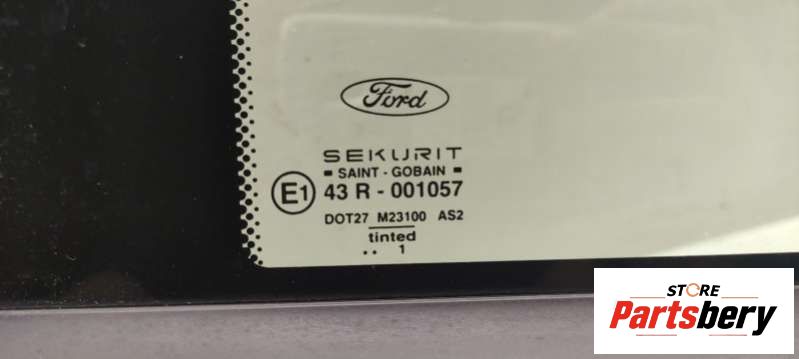 Ford
SEKURIT
SAINT - GOBAIN
E1 43 R - 001057
DOT27 M23100 AS2
tinted
.. 1
STORE
Partsbery